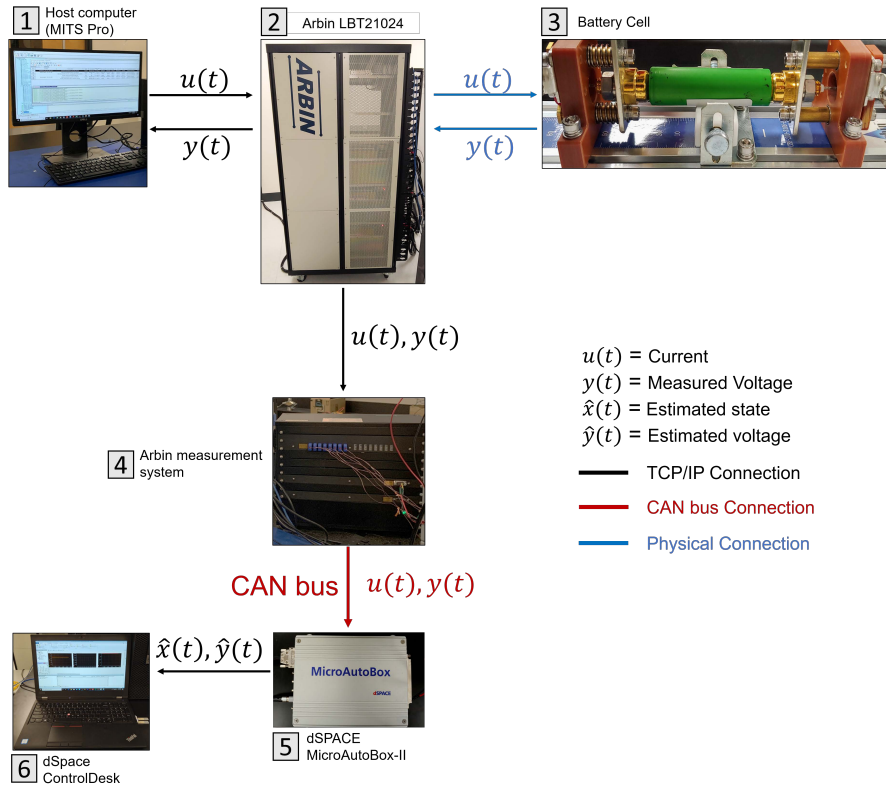 1
Host computer
(MITS Pro)
2
Arbin LBT21024
3
Battery Cell
ARBIN
u(t)
y(t)
u(t)
y(t)
u(t), y(t)
u(t) = Current
y(t) = Measured Voltage
x̂(t) = Estimated state
ŷ(t) = Estimated voltage
TCP/IP Connection
CAN bus Connection
Physical Connection
4
Arbin measurement
system
CAN bus
u(t), y(t)
x̂(t), ŷ(t)
MicroAutoBox
dSPACE
5
dSPACE
MicroAutoBox-II
6
dSpace
ControlDesk